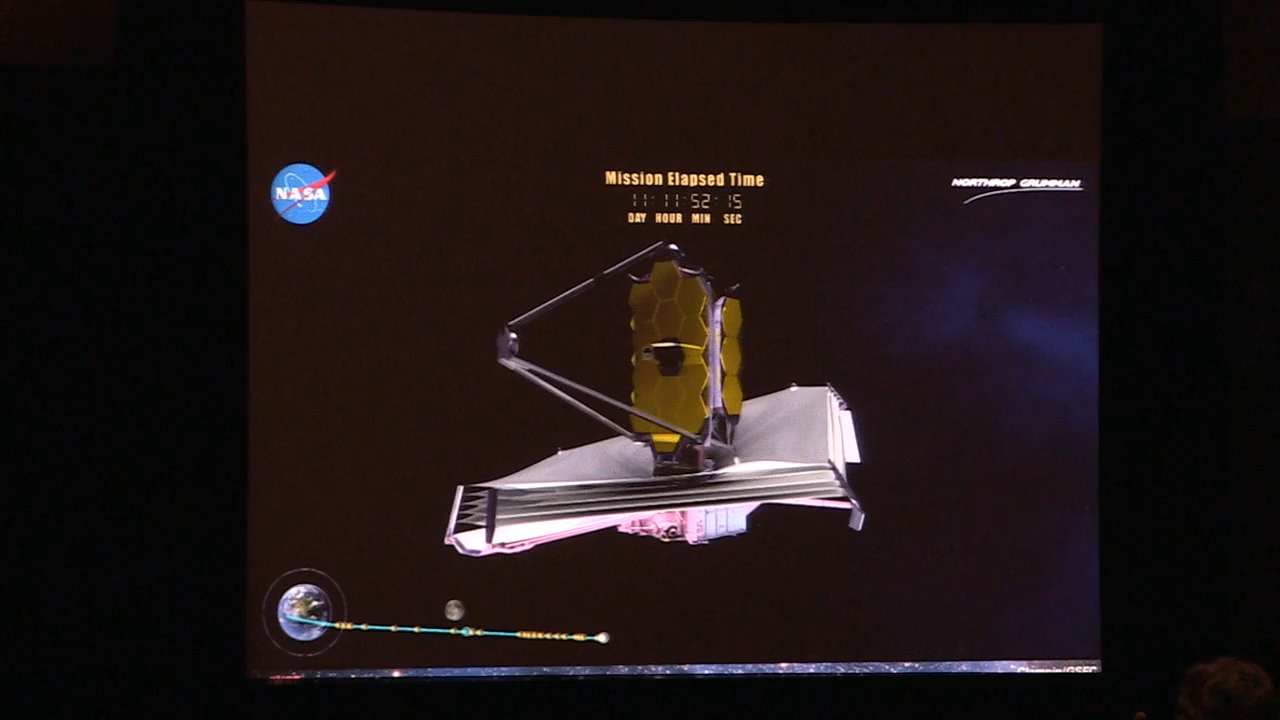 NASA
Mission Elapsed Time
11:11:52:15
DAY HOUR MIN SEC
NORTHROP GRUMMAN